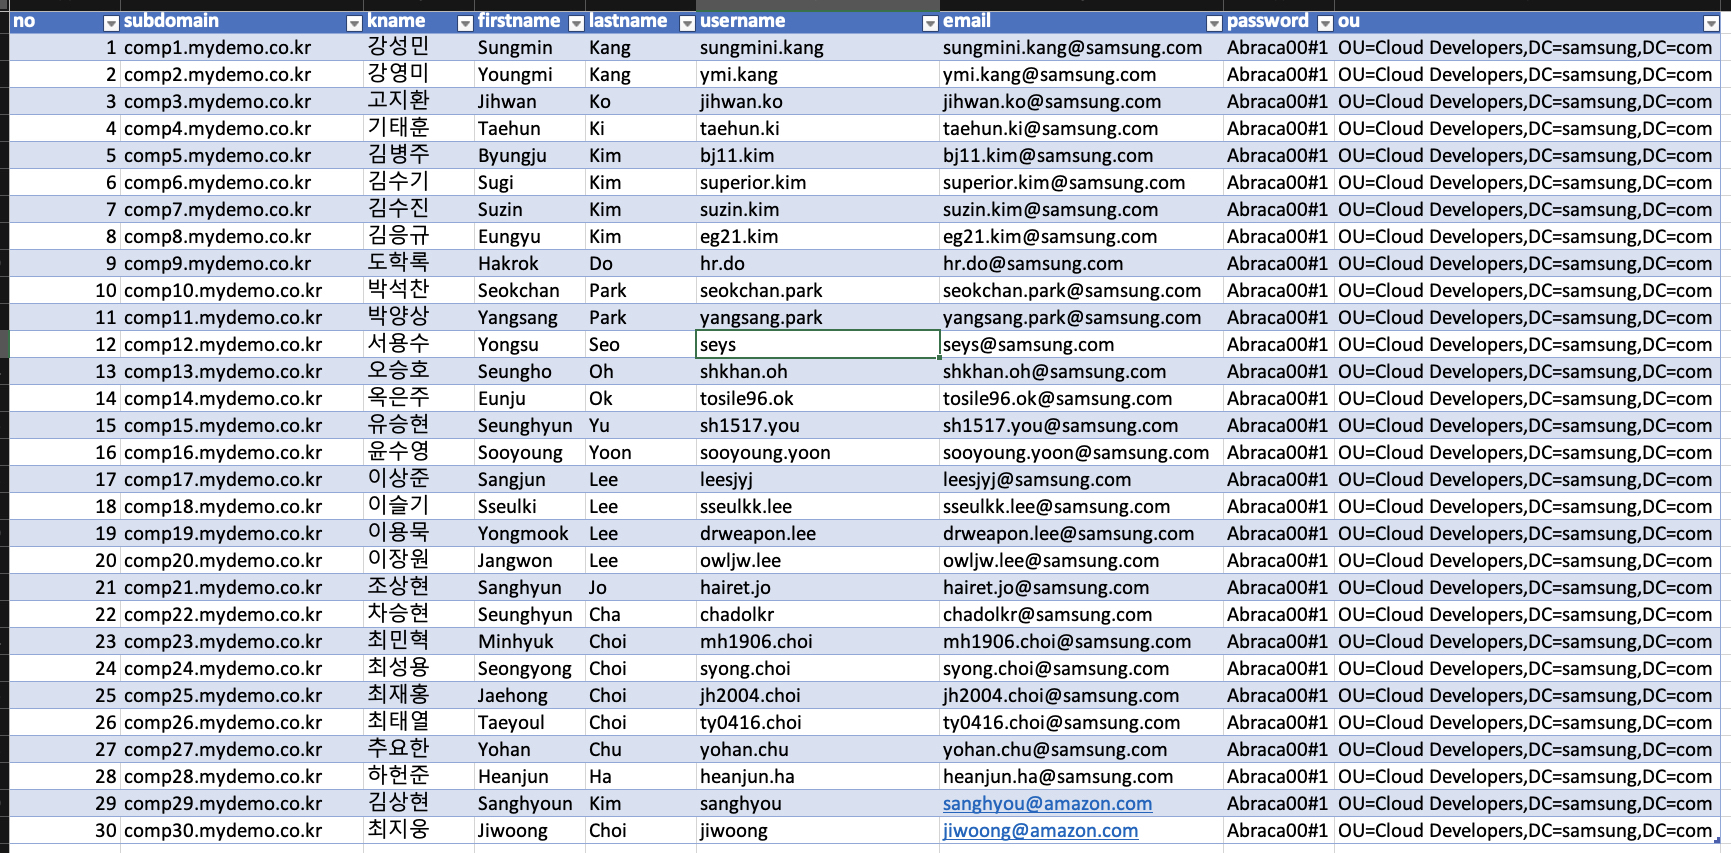 no subdomain kname firstname lastname username email password ou
1 comp1.mydemo.co.kr 강성민 Sungmin Kang sungmini.kang sungmini.kang@samsung.com Abraca00#1 OU=Cloud Developers,DC=samsung,DC=com
2 comp2.mydemo.co.kr 강영미 Youngmi Kang ymi.kang ymi.kang@samsung.com Abraca00#1 OU=Cloud Developers,DC=samsung,DC=com
3 comp3.mydemo.co.kr 고지환 Jihwan Ko jihwan.ko jihwan.ko@samsung.com Abraca00#1 OU=Cloud Developers,DC=samsung,DC=com
4 comp4.mydemo.co.kr 기태훈 Taehun Ki taehun.ki taehun.ki@samsung.com Abraca00#1 OU=Cloud Developers,DC=samsung,DC=com
5 comp5.mydemo.co.kr 김병주 Byungju Kim bj11.kim bj11.kim@samsung.com Abraca00#1 OU=Cloud Developers,DC=samsung,DC=com
6 comp6.mydemo.co.kr 김수기 Sugi Kim superior.kim superior.kim@samsung.com Abraca00#1 OU=Cloud Developers,DC=samsung,DC=com
7 comp7.mydemo.co.kr 김수진 Suzin Kim suzin.kim suzin.kim@samsung.com Abraca00#1 OU=Cloud Developers,DC=samsung,DC=com
8 comp8.mydemo.co.kr 김응규 Eungyu Kim eg21.kim eg21.kim@samsung.com Abraca00#1 OU=Cloud Developers,DC=samsung,DC=com
9 comp9.mydemo.co.kr 도학록 Hakrok Do hr.do hr.do@samsung.com Abraca00#1 OU=Cloud Developers,DC=samsung,DC=com
10 comp10.mydemo.co.kr 박석찬 Seokchan Park seokchan.park seokchan.park@samsung.com Abraca00#1 OU=Cloud Developers,DC=samsung,DC=com
11 comp11.mydemo.co.kr 박양상 Yangsang Park yangsang.park yangsang.park@samsung.com Abraca00#1 OU=Cloud Developers,DC=samsung,DC=com
12 comp12.mydemo.co.kr 서용수 Yongsu Seo seys seys@samsung.com Abraca00#1 OU=Cloud Developers,DC=samsung,DC=com
13 comp13.mydemo.co.kr 오승호 Seungho Oh shkhan.oh shkhan.oh@samsung.com Abraca00#1 OU=Cloud Developers,DC=samsung,DC=com
14 comp14.mydemo.co.kr 옥은주 Eunju Ok tosile96.ok tosile96.ok@samsung.com Abraca00#1 OU=Cloud Developers,DC=samsung,DC=com
15 comp15.mydemo.co.kr 유승현 Seunghyun Yu sh1517.you sh1517.you@samsung.com Abraca00#1 OU=Cloud Developers,DC=samsung,DC=com
16 comp16.mydemo.co.kr 윤수영 Sooyoung Yoon sooyoung.yoon sooyoung.yoon@samsung.com Abraca00#1 OU=Cloud Developers,DC=samsung,DC=com
17 comp17.mydemo.co.kr 이상준 Sangjun Lee leesjyj leesjyj@samsung.com Abraca00#1 OU=Cloud Developers,DC=samsung,DC=com
18 comp18.mydemo.co.kr 이슬기 Sseulki Lee sseulkk.lee sseulkk.lee@samsung.com Abraca00#1 OU=Cloud Developers,DC=samsung,DC=com
19 comp19.mydemo.co.kr 이용묵 Yongmook Lee drweapon.lee drweapon.lee@samsung.com Abraca00#1 OU=Cloud Developers,DC=samsung,DC=com
20 comp20.mydemo.co.kr 이장원 Jangwon Lee owljw.lee owljw.lee@samsung.com Abraca00#1 OU=Cloud Developers,DC=samsung,DC=com
21 comp21.mydemo.co.kr 조상현 Sanghyun Jo hairet.jo hairet.jo@samsung.com Abraca00#1 OU=Cloud Developers,DC=samsung,DC=com
22 comp22.mydemo.co.kr 차승현 Seunghyun Cha chadolkr chadolkr@samsung.com Abraca00#1 OU=Cloud Developers,DC=samsung,DC=com
23 comp23.mydemo.co.kr 최민혁 Minhyuk Choi mh1906.choi mh1906.choi@samsung.com Abraca00#1 OU=Cloud Developers,DC=samsung,DC=com
24 comp24.mydemo.co.kr 최성용 Seongyong Choi syong.choi syong.choi@samsung.com Abraca00#1 OU=Cloud Developers,DC=samsung,DC=com
25 comp25.mydemo.co.kr 최재홍 Jaehong Choi jh2004.choi jh2004.choi@samsung.com Abraca00#1 OU=Cloud Developers,DC=samsung,DC=com
26 comp26.mydemo.co.kr 최태열 Taeyoul Choi ty0416.choi ty0416.choi@samsung.com Abraca00#1 OU=Cloud Developers,DC=samsung,DC=com
27 comp27.mydemo.co.kr 추요한 Yohan Chu yohan.chu yohan.chu@samsung.com Abraca00#1 OU=Cloud Developers,DC=samsung,DC=com
28 comp28.mydemo.co.kr 하헌준 Heanjun Ha heanjun.ha heanjun.ha@samsung.com Abraca00#1 OU=Cloud Developers,DC=samsung,DC=com
29 comp29.mydemo.co.kr 김상현 Sanghyoun Kim sanghyou sanghyou@amazon.com Abraca00#1 OU=Cloud Developers,DC=samsung,DC=com
30 comp30.mydemo.co.kr 최지웅 Jiwoong Choi jiwoong jiwoong@amazon.com Abraca00#1 OU=Cloud Developers,DC=samsung,DC=com